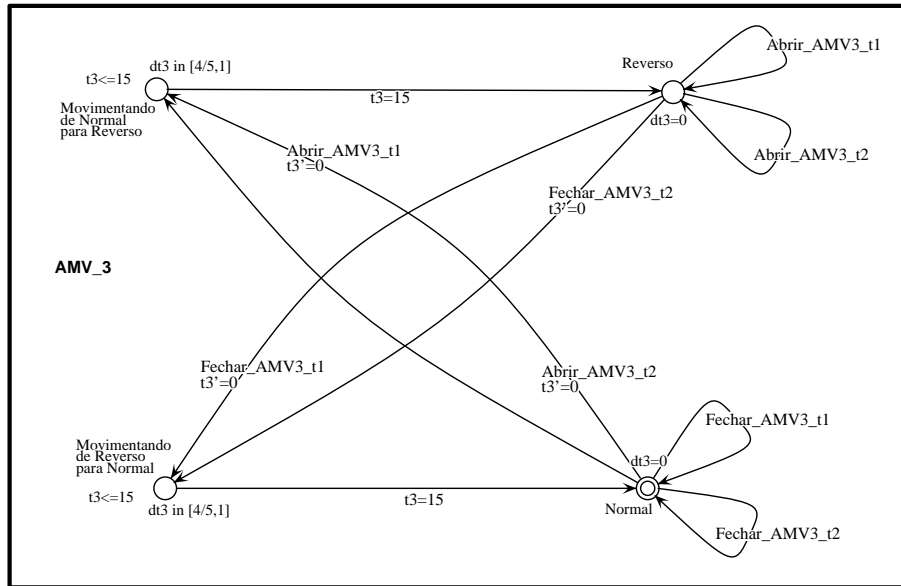 Abrir_AMV3_t1
Reverso
dt3 in [4/5,1]
t3<=15
t3=15
Movimentando
de Normal
para Reverso
dt3=0
Abrir_AMV3_t1
t3'=0
Abrir_AMV3_t2
Fechar_AMV3_t2
t3'=0
AMV_3
Fechar_AMV3_t1
t3'=0
Abrir_AMV3_t2
t3'=0
Fechar_AMV3_t1
Movimentando
de Reverso
para Normal
dt3=0
t3<=15
t3=15
dt3 in [4/5,1]
Normal
Fechar_AMV3_t2